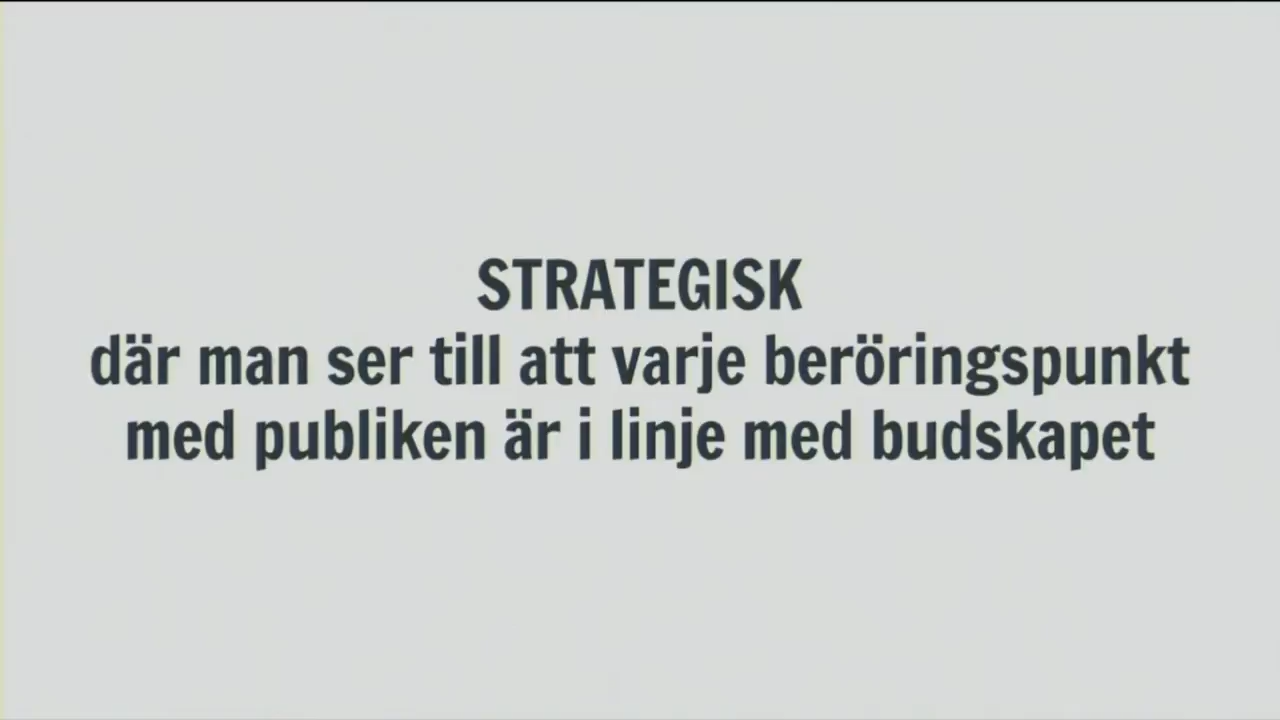 STRATEGISK
där man ser till att varje beröringspunkt
med publiken är i linje med budskapet